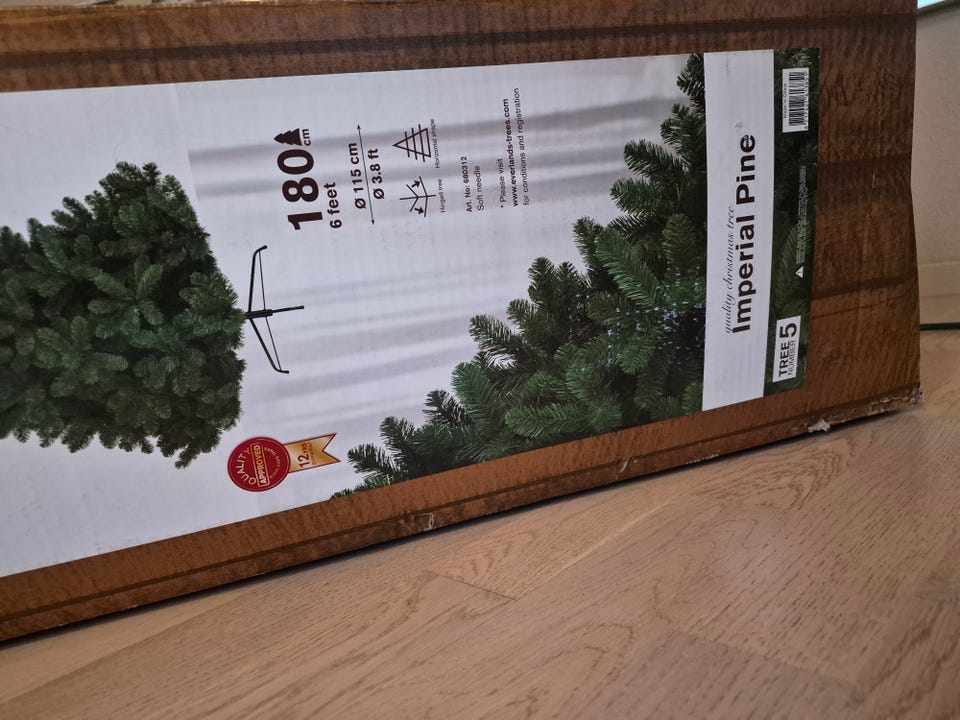 180 cm
6 feet
Ø 115 cm
Ø 3.8 ft
Hinged tree
Horizontal shape
Art. No: 680312
Soft needle
* Please visit
www.everlands-trees.com
for conditions and registration
QUALITY
APPROVED
12
quality christmas tree
Imperial Pine
TREE
NUMBER 5